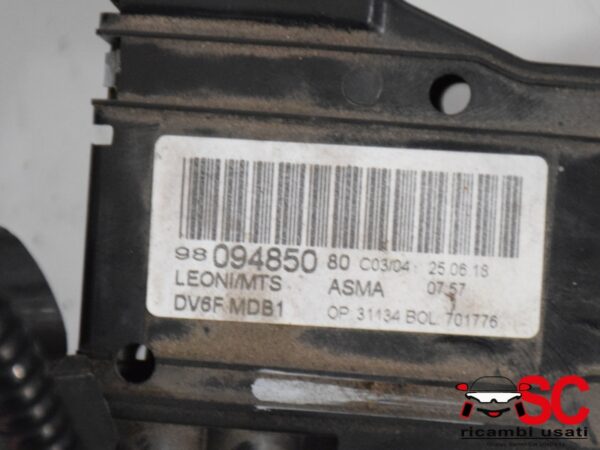 98 094850 80 C03/04 25.06.18
LEONI/MTS ASMA 07:57
DV6F MDB1 OP. 31134 BOL. 701776
SC
ricambi usati